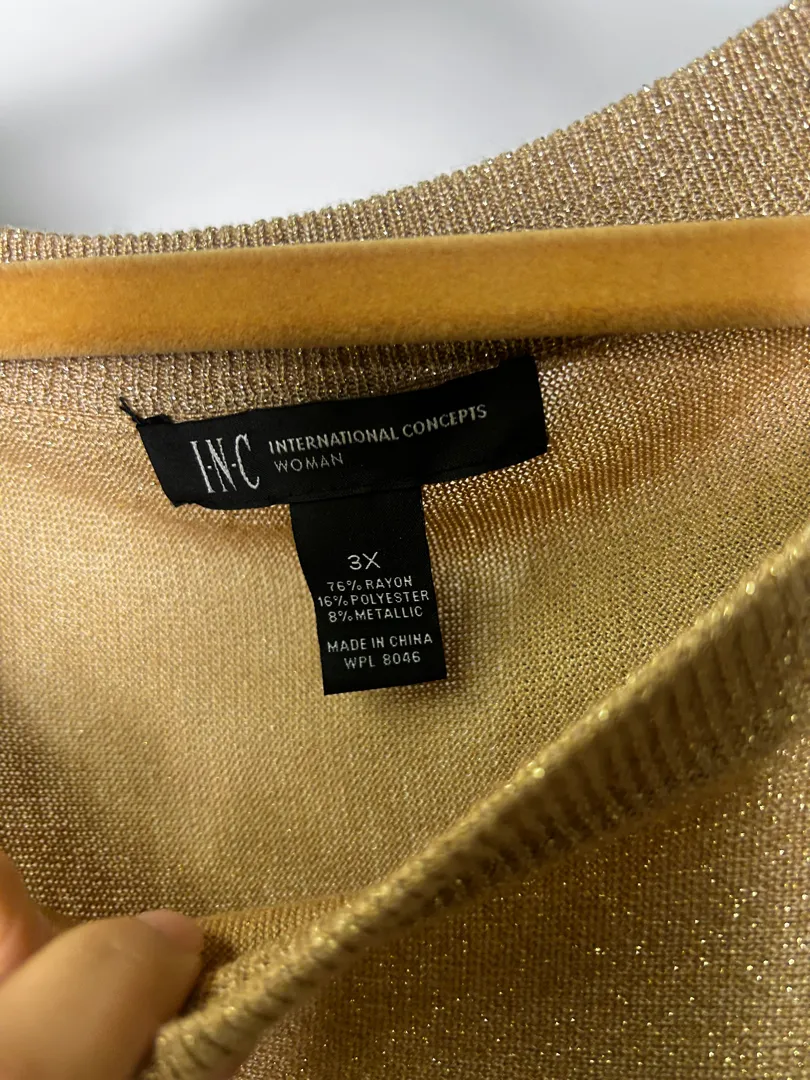 I·N·C INTERNATIONAL CONCEPTS
WOMAN
3X
76% RAYON
16% POLYESTER
8% METALLIC
MADE IN CHINA
WPL 8046